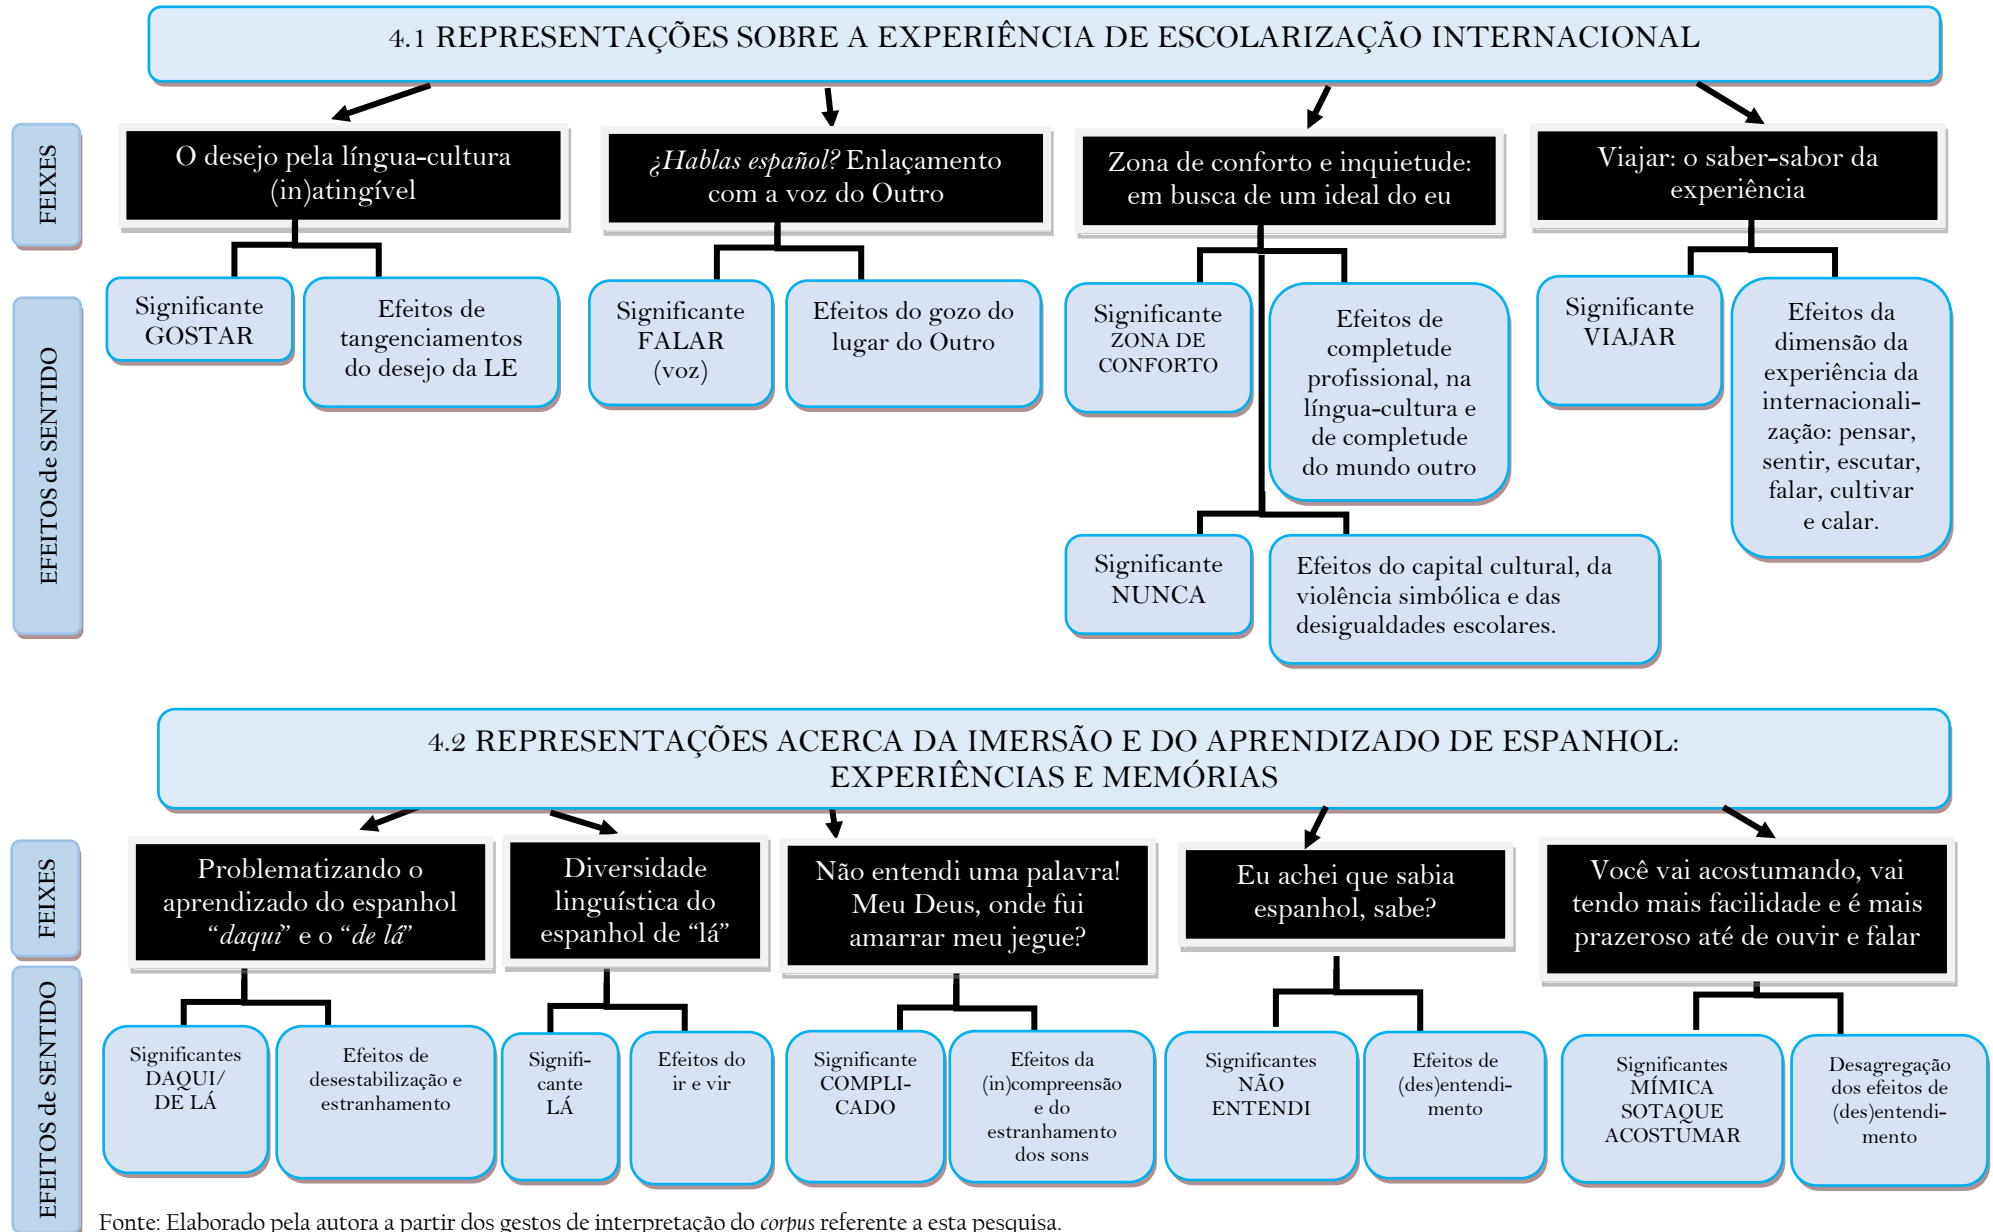 4.1 REPRESENTAÇÕES SOBRE A EXPERIÊNCIA DE ESCOLARIZAÇÃO INTERNACIONAL
FEIXES
O desejo pela língua-cultura
(in)atingível
¿Hablas español? Enlaçamento
com a voz do Outro
Zona de conforto e inquietude:
em busca de um ideal do eu
Viajar: o saber-sabor da
experiência
EFEITOS de SENTIDO
Significante
GOSTAR
Efeitos de
tangenciamentos
do desejo da LE
Significante
FALAR
(voz)
Efeitos do gozo do
lugar do Outro
Significante
ZONA DE
CONFORTO
Efeitos de
completude
profissional, na
língua-cultura e
de completude
do mundo outro
Significante
VIAJAR
Efeitos da
dimensão da
experiência da
internacionali-
zação: pensar,
sentir, escutar,
falar, cultivar
e calar.
Significante
NUNCA
Efeitos do capital cultural, da
violência simbólica e das
desigualdades escolares.
4.2 REPRESENTAÇÕES ACERCA DA IMERSÃO E DO APRENDIZADO DE ESPANHOL:
EXPERIÊNCIAS E MEMÓRIAS
FEIXES
Problematizando o
aprendizado do espanhol
“daqui” e o “de lá”
Diversidade
linguística do
espanhol de “lá”
Não entendi uma palavra!
Meu Deus, onde fui
amarrar meu jegue?
Eu achei que sabia
espanhol, sabe?
Você vai acostumando, vai
tendo mais facilidade e é mais
prazeroso até de ouvir e falar
EFEITOS de SENTIDO
Significantes
DAQUI/
DE LÁ
Efeitos de
desestabilização e
estranhamento
Signifi-
cante
LÁ
Efeitos do
ir e vir
Significante
COMPLI-
CADO
Efeitos da
(in)compreensão
e do
estranhamento
dos sons
Significantes
NÃO
ENTENDI
Efeitos de
(des)entendi-
mento
Significantes
MÍMICA
SOTAQUE
ACOSTUMAR
Desagregação
dos efeitos de
(des)entendi-
mento
Fonte: Elaborado pela autora a partir dos gestos de interpretação do corpus referente a esta pesquisa.